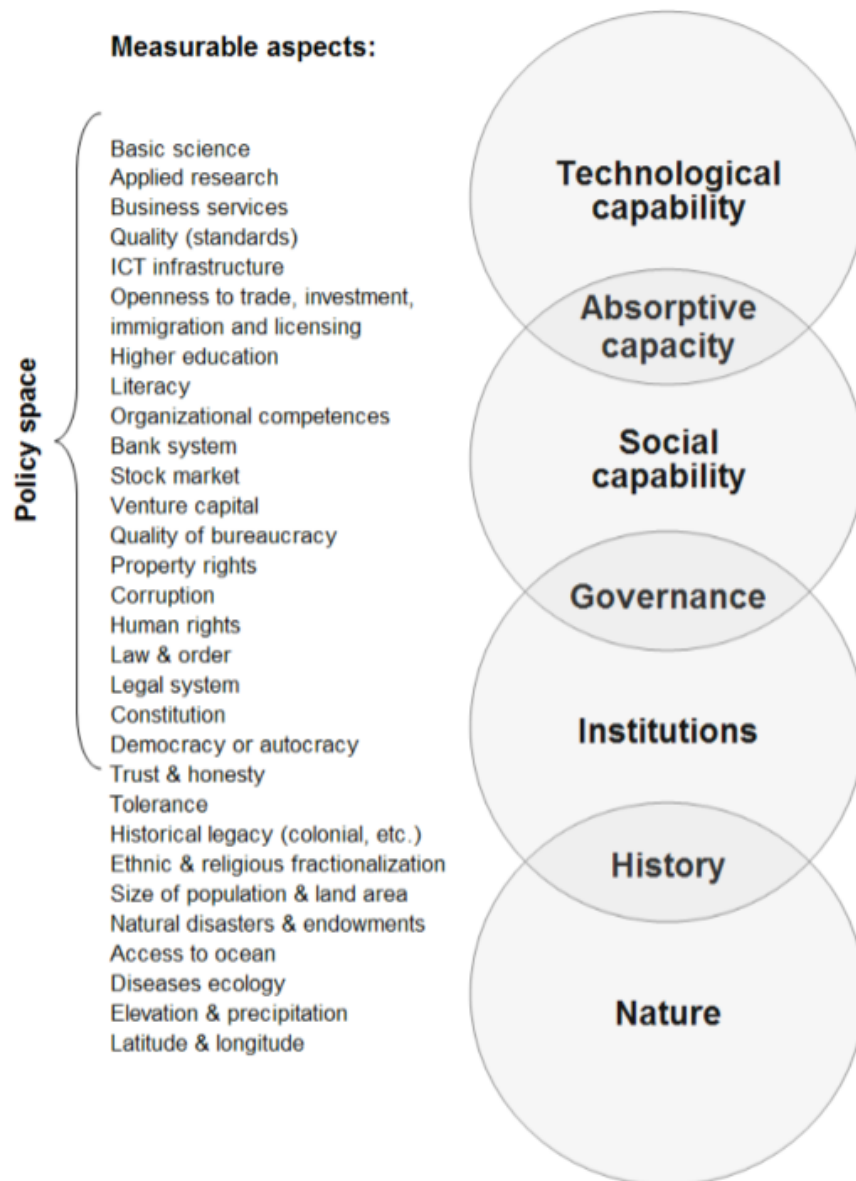 Measurable aspects:
Policy space
Basic science
Applied research
Business services
Quality (standards)
ICT infrastructure
Openness to trade, investment,
immigration and licensing
Higher education
Literacy
Organizational competences
Bank system
Stock market
Venture capital
Quality of bureaucracy
Property rights
Corruption
Human rights
Law & order
Legal system
Constitution
Democracy or autocracy
Trust & honesty
Tolerance
Historical legacy (colonial, etc.)
Ethnic & religious fractionalization
Size of population & land area
Natural disasters & endowments
Access to ocean
Diseases ecology
Elevation & precipitation
Latitude & longitude
Technological
capability
Absorptive
capacity
Social
capability
Governance
Institutions
History
Nature